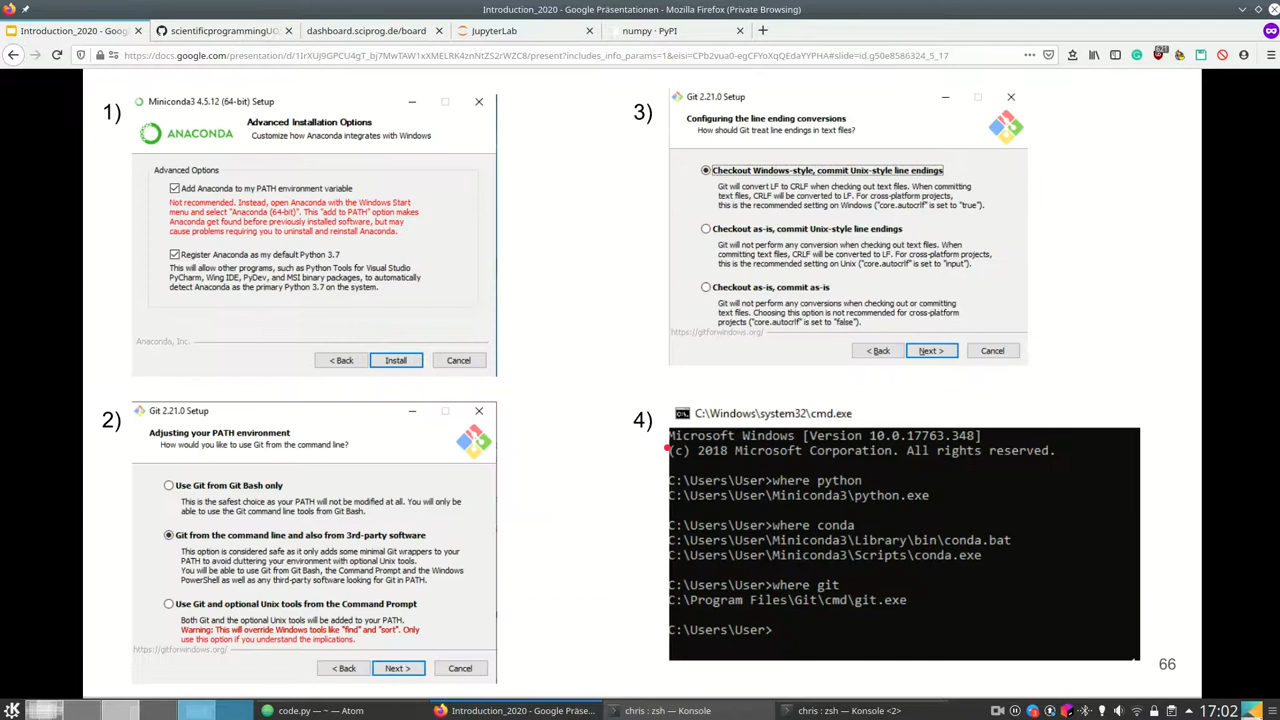 Introduction_2020 - Google Präsentationen - Mozilla Firefox (Private Browsing)
Introduction_2020 - Goog
scientificprogrammingUO
dashboard.sciprog.de/board
JupyterLab
numpy · PyPI
https://docs.google.com/presentation/d/1IrXUj9GPCU4gT_bj7MwTAW1xXMELRK4znNtzS2rWZC8/present?includes_info_params=1&eisi=CPb2vua0-egCFYoXQEdaYYPHA#slide=id.g50e8586324_5_17
1)
Miniconda3 4.5.12 (64-bit) Setup
ANACONDA
Advanced Installation Options
Customize how Anaconda integrates with Windows
Advanced Options
Add Anaconda to my PATH environment variable
Not recommended. Instead, open Anaconda with the Windows Start
menu and select "Anaconda (64-bit)". This "add to PATH" option makes
Anaconda get found before previously installed software, but may
cause problems requiring you to uninstall and reinstall Anaconda.
Register Anaconda as my default Python 3.7
This will allow other programs, such as Python Tools for Visual Studio
PyCharm, Wing IDE, PyDev, and MSI binary packages, to automatically
detect Anaconda as the primary Python 3.7 on the system.
Anaconda, Inc.
< Back
Install
Cancel
2)
Git 2.21.0 Setup
Adjusting your PATH environment
How would you like to use Git from the command line?
Use Git from Git Bash only
This is the safest choice as your PATH will not be modified at all. You will only be
able to use the Git command line tools from Git Bash.
Git from the command line and also from 3rd-party software
This option is considered safe as it only adds some minimal Git wrappers to your
PATH to avoid cluttering your environment with optional Unix tools.
You will be able to use Git from Git Bash, the Command Prompt and the Windows
PowerShell as well as any third-party software looking for Git in PATH.
Use Git and optional Unix tools from the Command Prompt
Both Git and the optional Unix tools will be added to your PATH.
Warning: This will override Windows tools like "find" and "sort". Only
use this option if you understand the implications.
https://gitforwindows.org/
< Back
Next >
Cancel
3)
Git 2.21.0 Setup
Configuring the line ending conversions
How should Git treat line endings in text files?
Checkout Windows-style, commit Unix-style line endings
Git will convert LF to CRLF when checking out text files. When committing
text files, CRLF will be converted to LF. For cross-platform projects,
this is the recommended setting on Windows ("core.autocrlf" is set to "true").
Checkout as-is, commit Unix-style line endings
Git will not perform any conversion when checking out text files. When
committing text files, CRLF will be converted to LF. For cross-platform projects,
this is the recommended setting on Unix ("core.autocrlf" is set to "input").
Checkout as-is, commit as-is
Git will not perform any conversions when checking out or committing
text files. Choosing this option is not recommended for cross-platform
projects ("core.autocrlf" is set to "false").
https://gitforwindows.org/
< Back
Next >
Cancel
4)
C:\Windows\system32\cmd.exe
Microsoft Windows [Version 10.0.17763.348]
(c) 2018 Microsoft Corporation. All rights reserved.
C:\Users\User>where python
C:\Users\User\Miniconda3\python.exe
C:\Users\User>where conda
C:\Users\User\Miniconda3\Library\bin\conda.bat
C:\Users\User\Miniconda3\Scripts\conda.exe
C:\Users\User>where git
C:\Program Files\Git\cmd\git.exe
C:\Users\User>
66
code.py — ~ — Atom
Introduction_2020 - Google Präse...
chris : zsh — Konsole
chris : zsh — Konsole <2>
17:02